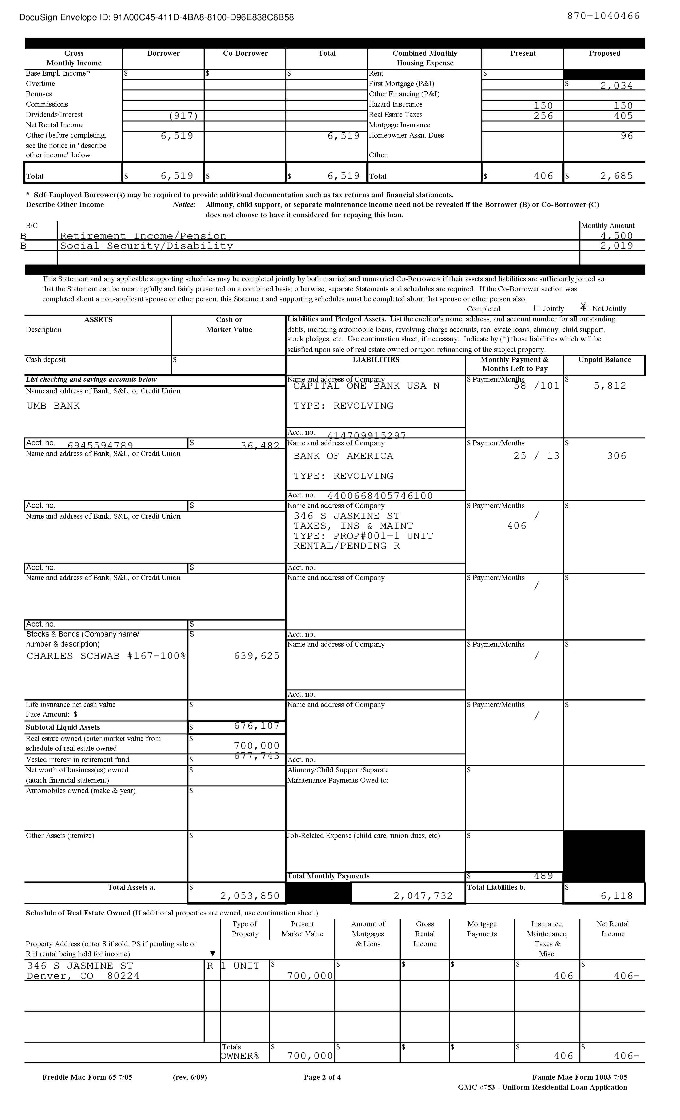 DocuSign Envelope ID: 91A00C45-411D-4BA8-8100-D96E838C6B58 870-1040466
Gross Monthly Income Borrower Co-Borrower Total Combined Monthly Housing Expense Present Proposed
Base Empl. Income* $ $ $ Rent $
Overtime First Mortgage (P&I) $ 2,034
Bonuses Other Financing (P&I)
Commissions Hazard Insurance 150 150
Dividends/Interest (917) Real Estate Taxes 256 405
Net Rental Income Mortgage Insurance
Other (before completing, 6,519 6,519 Homeowner Assn. Dues 96
see the notice in "describe
other income" below Other
Total $ 6,519 $ $ 6,519 Total $ 406 $ 2,685
* Self Employed Borrower(s) may be required to provide additional documentation such as tax returns and financial statements.
Describe Other Income Notice: Alimony, child support, or separate maintenance income need not be revealed if the Borrower (B) or Co-Borrower (C)
does not choose to have it considered for repaying this loan.
B/C Monthly Amount
B Retirement Income/Pension 4,500
B Social Security/Disability 2,019
This Statement and any applicable supporting schedules may be completed jointly by both married and unmarried Co-Borrowers if their assets and liabilities are sufficiently joined so
that the Statement can be meaningfully and fairly presented on a combined basis; otherwise, separate Statements and Schedules are required. If the Co-Borrower section was
completed about a non-applicant spouse or other person, this Statement and supporting schedules must be completed about that spouse or other person also.
Completed Jointly Not Jointly
ASSETS Cash or Market Value
Description
Liabilities and Pledged Assets. List the creditor's name, address, and account number for all outstanding
debts, including automobile loans, revolving charge accounts, real estate loans, alimony, child support,
stock pledges, etc. Use continuation sheet, if necessary. Indicate by (*) those liabilities which will be
satisfied upon sale of real estate owned or upon refinancing of the subject property.
Cash deposit $ LIABILITIES Monthly Payment & Months Left to Pay Unpaid Balance
List checking and savings accounts below Name and address of Company $ Payment/Months $
Name and address of Bank, S&L, or Credit Union CAPITAL ONE BANK USA N 58 /101 5,812
UMB BANK TYPE: REVOLVING
Acct. no. 414709915297
Acct. no. 6945594789 $ 36,482 Name and address of Company $ Payment/Months $
Name and address of Bank, S&L, or Credit Union BANK OF AMERICA 25 / 13 306
TYPE: REVOLVING
Acct. no. 4400668405746100
Acct. no. $ Name and address of Company $ Payment/Months $
Name and address of Bank, S&L, or Credit Union 346 S JASMINE ST /
TAXES, INS & MAINT 406
TYPE: PROP#001-1 UNIT
RENTAL/PENDING R
Acct. no. $ Acct. no.
Name and address of Bank, S&L, or Credit Union Name and address of Company $ Payment/Months $
/
Acct. no. $
Stocks & Bonds (Company name/ $ Acct. no.
number & description) Name and address of Company $ Payment/Months $
CHARLES SCHWAB #167-100% 639,625 /
Acct. no.
Life insurance net cash value $ Name and address of Company $ Payment/Months $
Face Amount: $ /
Subtotal Liquid Assets $ 676,107
Real estate owned (enter market value from $
schedule of real estate owned) 700,000
Vested interest in retirement fund $ 677,743 Acct. no.
Net worth of business(es) owned $ Alimony/Child Support/Separate $
(attach financial statement) Maintenance Payments Owed to:
Automobiles owned (make & year) $
Other Assets (itemize) $ Job-Related Expense (child care, union dues, etc) $
Total Monthly Payments $ 489
Total Assets a. $ 2,053,850 2,047,732 Total Liabilities b. $ 6,118
Schedule of Real Estate Owned (If additional properties are owned, use continuation sheet.)
Property Address (enter S if sold, PS if pending sale or R if rental being held for income) ▼ Type of Property Present Market Value Amount of Mortgages & Liens Gross Rental Income Mortgage Payments Insurance, Maintenance, Taxes & Misc. Net Rental Income
346 S JASMINE ST R 1 UNIT $ $ $ $ $ $
Denver, CO 80224 700,000 406 406-
Totals $ $ $ $ $ $
OWNER% 700,000 406 406-
Freddie Mac Form 65 7/05 (rev. 6/09) Page 2 of 4 Fannie Mae Form 1003 7/05
GMC #753 - Uniform Residential Loan Application